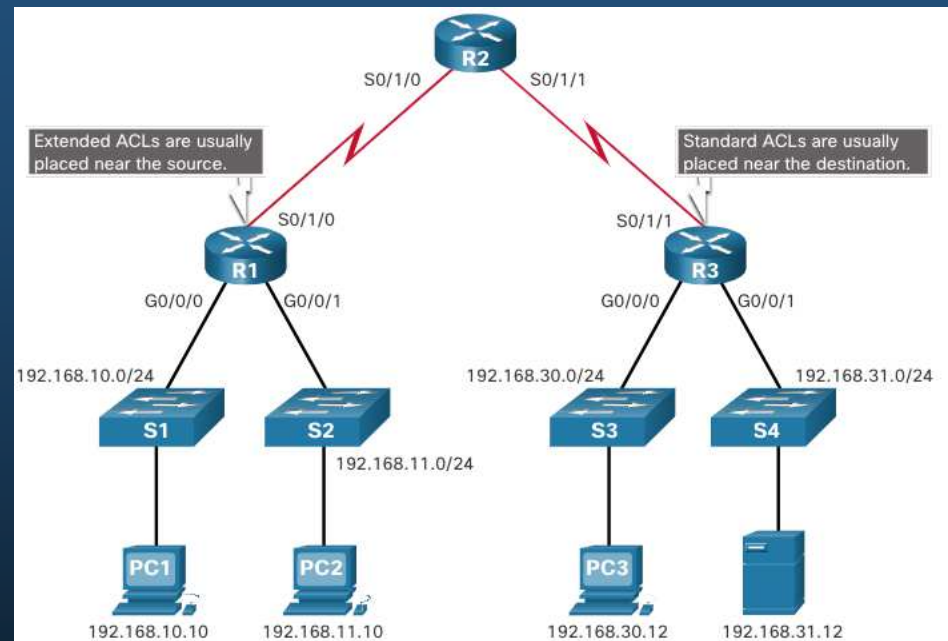 R2
S0/1/0
S0/1/1
Extended ACLs are usually
placed near the source.
Standard ACLs are usually
placed near the destination.
S0/1/0
S0/1/1
R1
R3
G0/0/0
G0/0/1
G0/0/0
G0/0/1
192.168.10.0/24
192.168.30.0/24
192.168.31.0/24
S1
S2
S3
S4
192.168.11.0/24
PC1
PC2
PC3
192.168.10.10
192.168.11.10
192.168.30.12
192.168.31.12